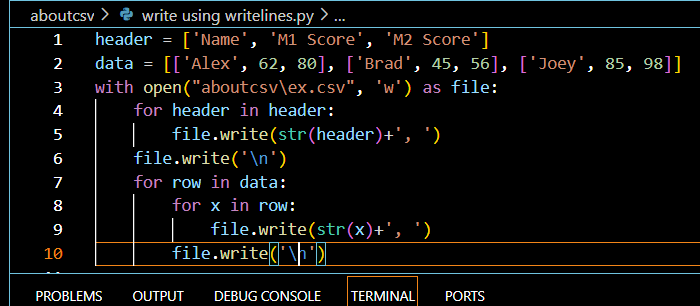 aboutcsv > write using writelines.py > ...
1 header = ['Name', 'M1 Score', 'M2 Score']
2 data = [['Alex', 62, 80], ['Brad', 45, 56], ['Joey', 85, 98]]
3 with open("aboutcsv\ex.csv", 'w') as file:
4     for header in header:
5         file.write(str(header)+', ')
6     file.write('\n')
7     for row in data:
8         for x in row:
9             file.write(str(x)+', ')
10         file.write('\n')
PROBLEMS OUTPUT DEBUG CONSOLE TERMINAL PORTS